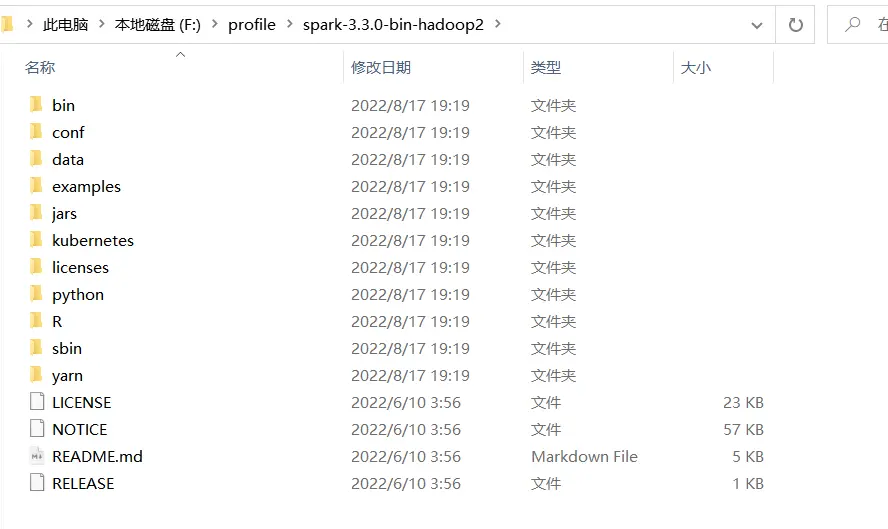 此电脑 > 本地磁盘 (F:) > profile > spark-3.3.0-bin-hadoop2 >
名称 修改日期 类型 大小
bin 2022/8/17 19:19 文件夹
conf 2022/8/17 19:19 文件夹
data 2022/8/17 19:19 文件夹
examples 2022/8/17 19:19 文件夹
jars 2022/8/17 19:19 文件夹
kubernetes 2022/8/17 19:19 文件夹
licenses 2022/8/17 19:19 文件夹
python 2022/8/17 19:19 文件夹
R 2022/8/17 19:19 文件夹
sbin 2022/8/17 19:19 文件夹
yarn 2022/8/17 19:19 文件夹
LICENSE 2022/6/10 3:56 文件 23 KB
NOTICE 2022/6/10 3:56 文件 57 KB
README.md 2022/6/10 3:56 Markdown File 5 KB
RELEASE 2022/6/10 3:56 文件 1 KB